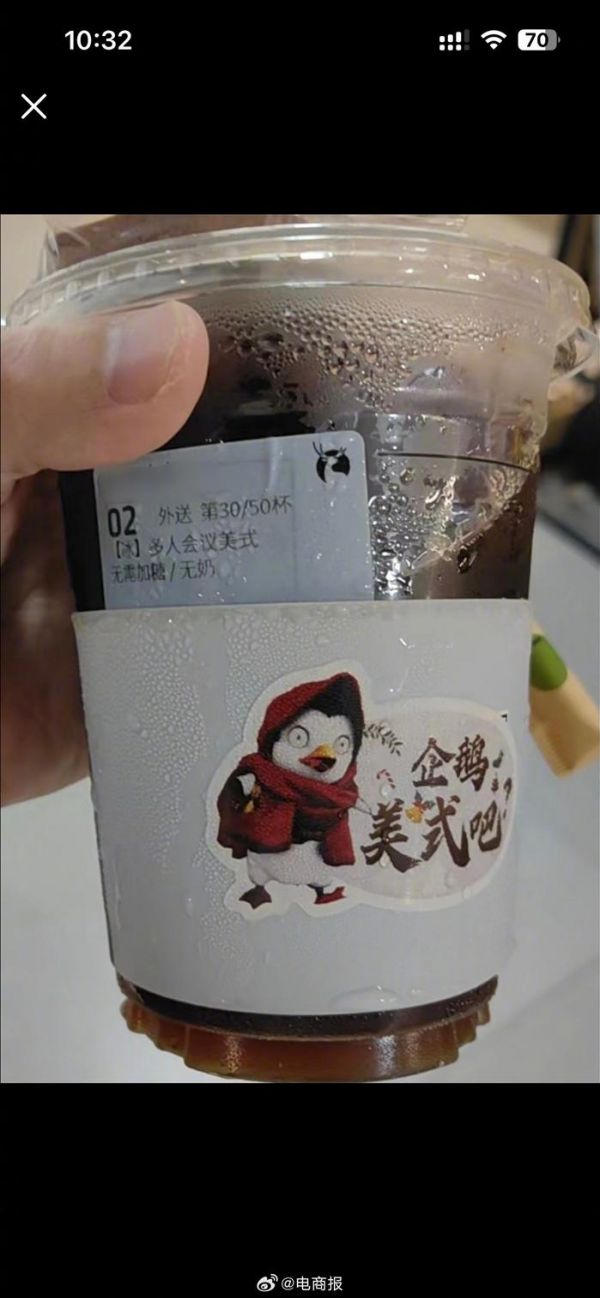 10:32
70
02 外送 第30/50杯
【冰】多人会议美式
无需加糖/无奶
企鹅
美式吧
@电商报